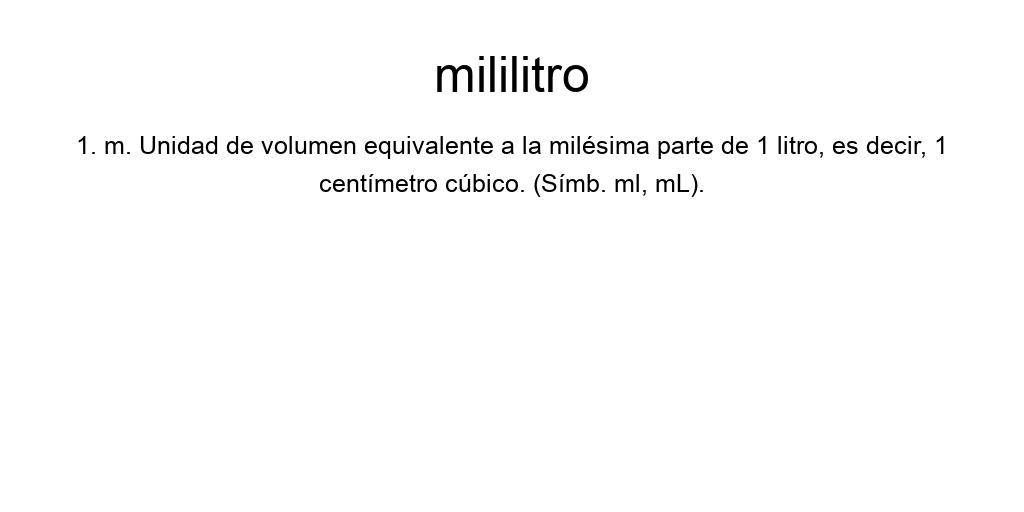 mililitro
1. m. Unidad de volumen equivalente a la milésima parte de 1 litro, es decir, 1
centímetro cúbico. (Símb. ml, mL).